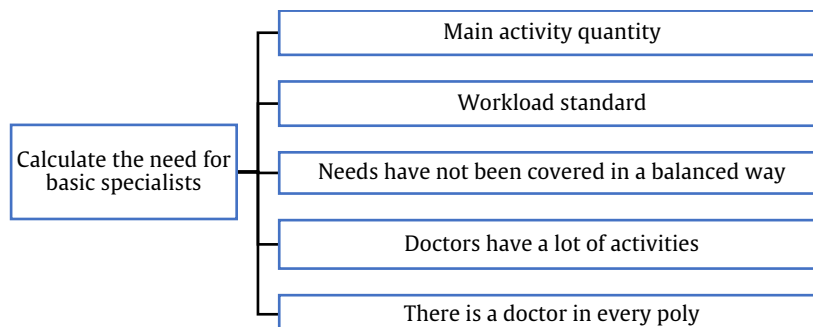 Main activity quantity
Workload standard
Calculate the need for
basic specialists
Needs have not been covered in a balanced way
Doctors have a lot of activities
There is a doctor in every poly